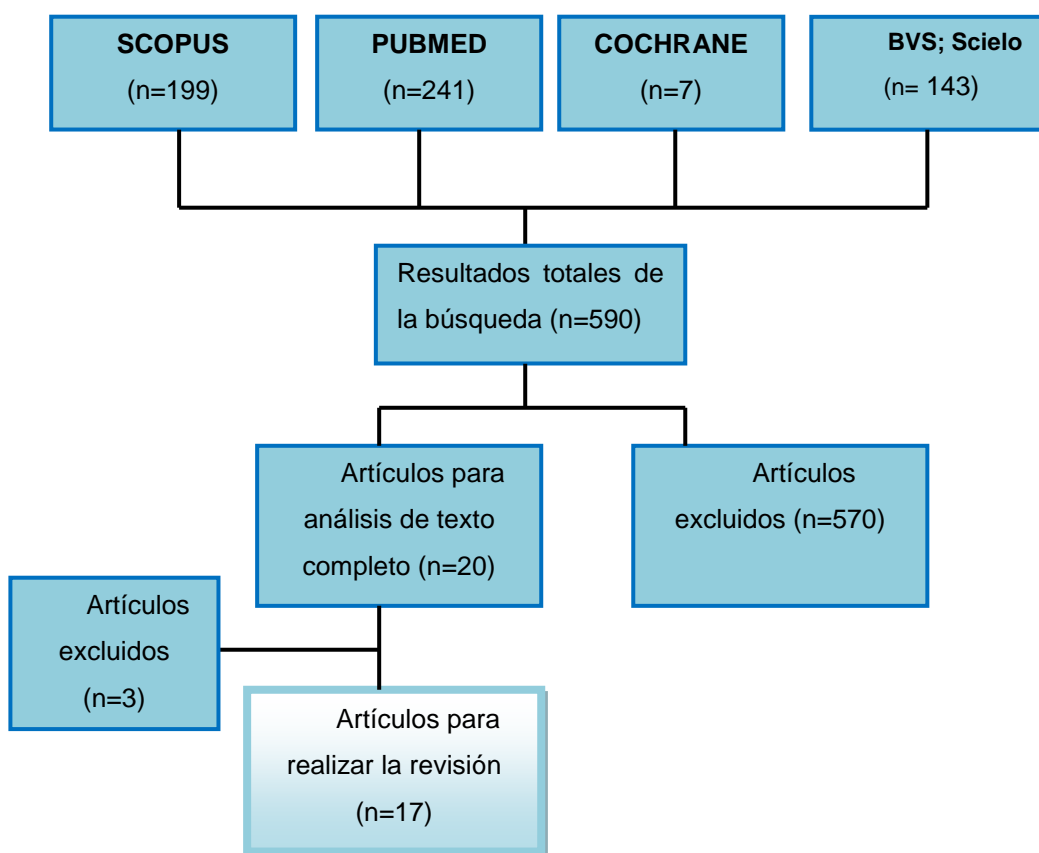 SCOPUS
(n=199)
PUBMED
(n=241)
COCHRANE
(n=7)
BVS; Scielo
(n= 143)
Resultados totales de
la búsqueda (n=590)
Artículos para
análisis de texto
completo (n=20)
Artículos
excluidos (n=570)
Artículos
excluidos
(n=3)
Artículos para
realizar la revisión
(n=17)